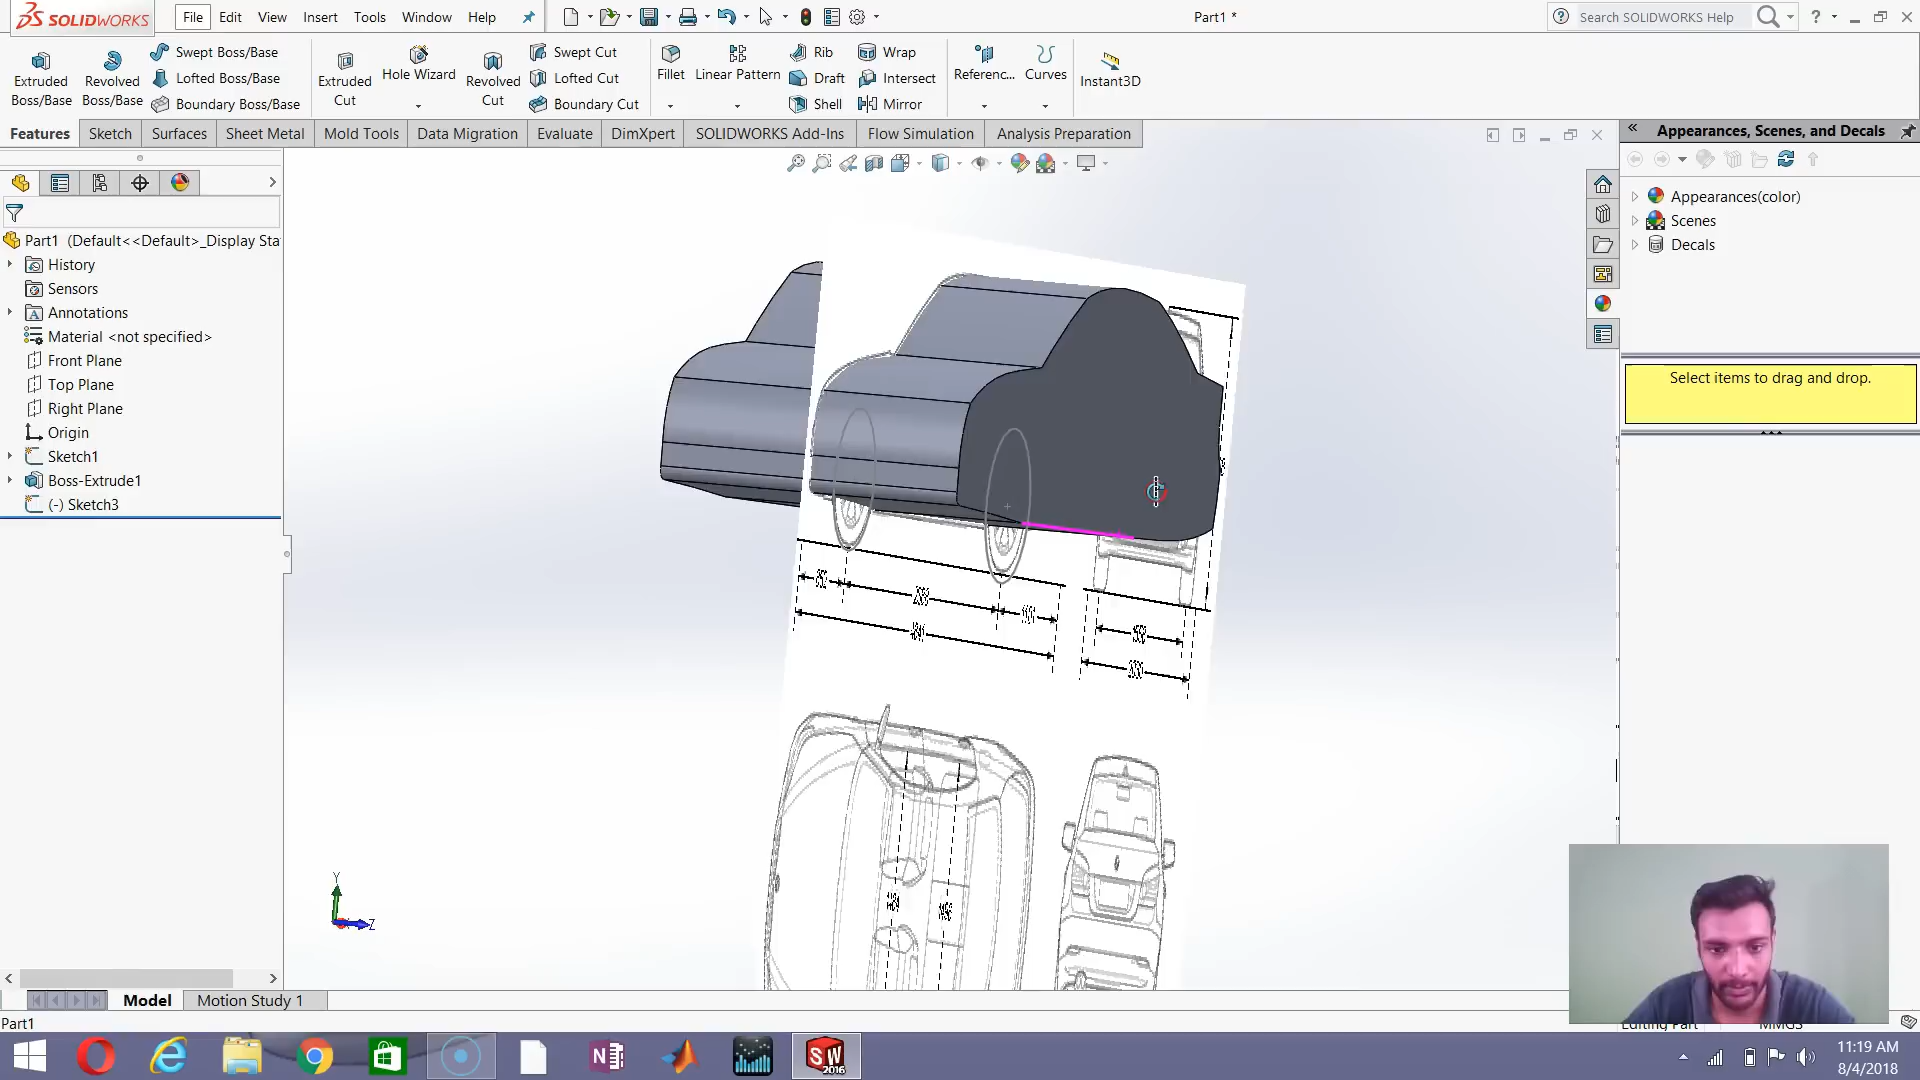 SOLIDWORKS
File Edit View Insert Tools Window Help
Part1 *
Search SOLIDWORKS Help
Extruded Boss/Base
Revolved Boss/Base
Swept Boss/Base
Lofted Boss/Base
Boundary Boss/Base
Extruded Cut
Hole Wizard
Revolved Cut
Swept Cut
Lofted Cut
Boundary Cut
Fillet
Linear Pattern
Rib
Draft
Shell
Wrap
Intersect
Mirror
Referenc...
Curves
Instant3D
Features Sketch Surfaces Sheet Metal Mold Tools Data Migration Evaluate DimXpert SOLIDWORKS Add-Ins Flow Simulation Analysis Preparation
Appearances, Scenes, and Decals
Appearances(color)
Scenes
Decals
Select items to drag and drop.
Part1 (Default<<Default>_Display Sta
History
Sensors
Annotations
Material <not specified>
Front Plane
Top Plane
Right Plane
Origin
Sketch1
Boss-Extrude1
(-) Sketch3
Y
Z
Model Motion Study 1
Part1
Editing Part MMGS
SW 2016
11:19 AM
8/4/2018